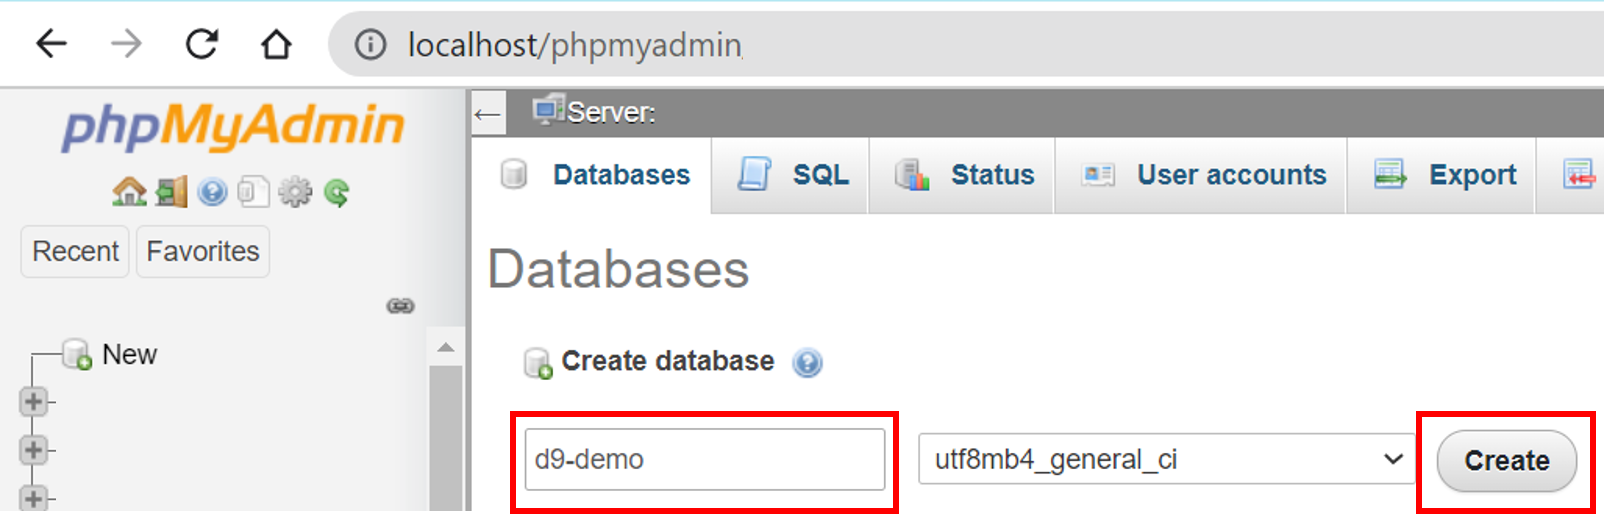 localhost/phpmyadmin
phpMyAdmin
Server:
Databases SQL Status User accounts Export
Recent Favorites
Databases
New
Create database
d9-demo utf8mb4_general_ci Create